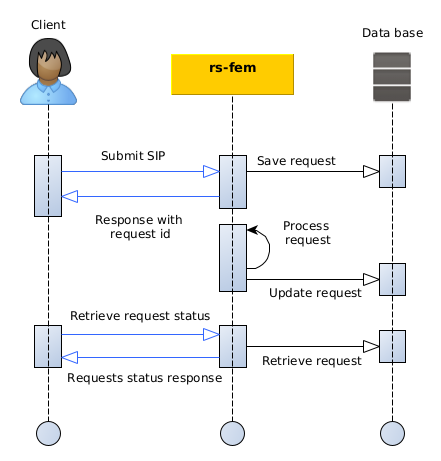 Client
rs-fem
Data base
Submit SIP
Save request
Response with
request id
Process
request
Update request
Retrieve request status
Retrieve request
Requests status response